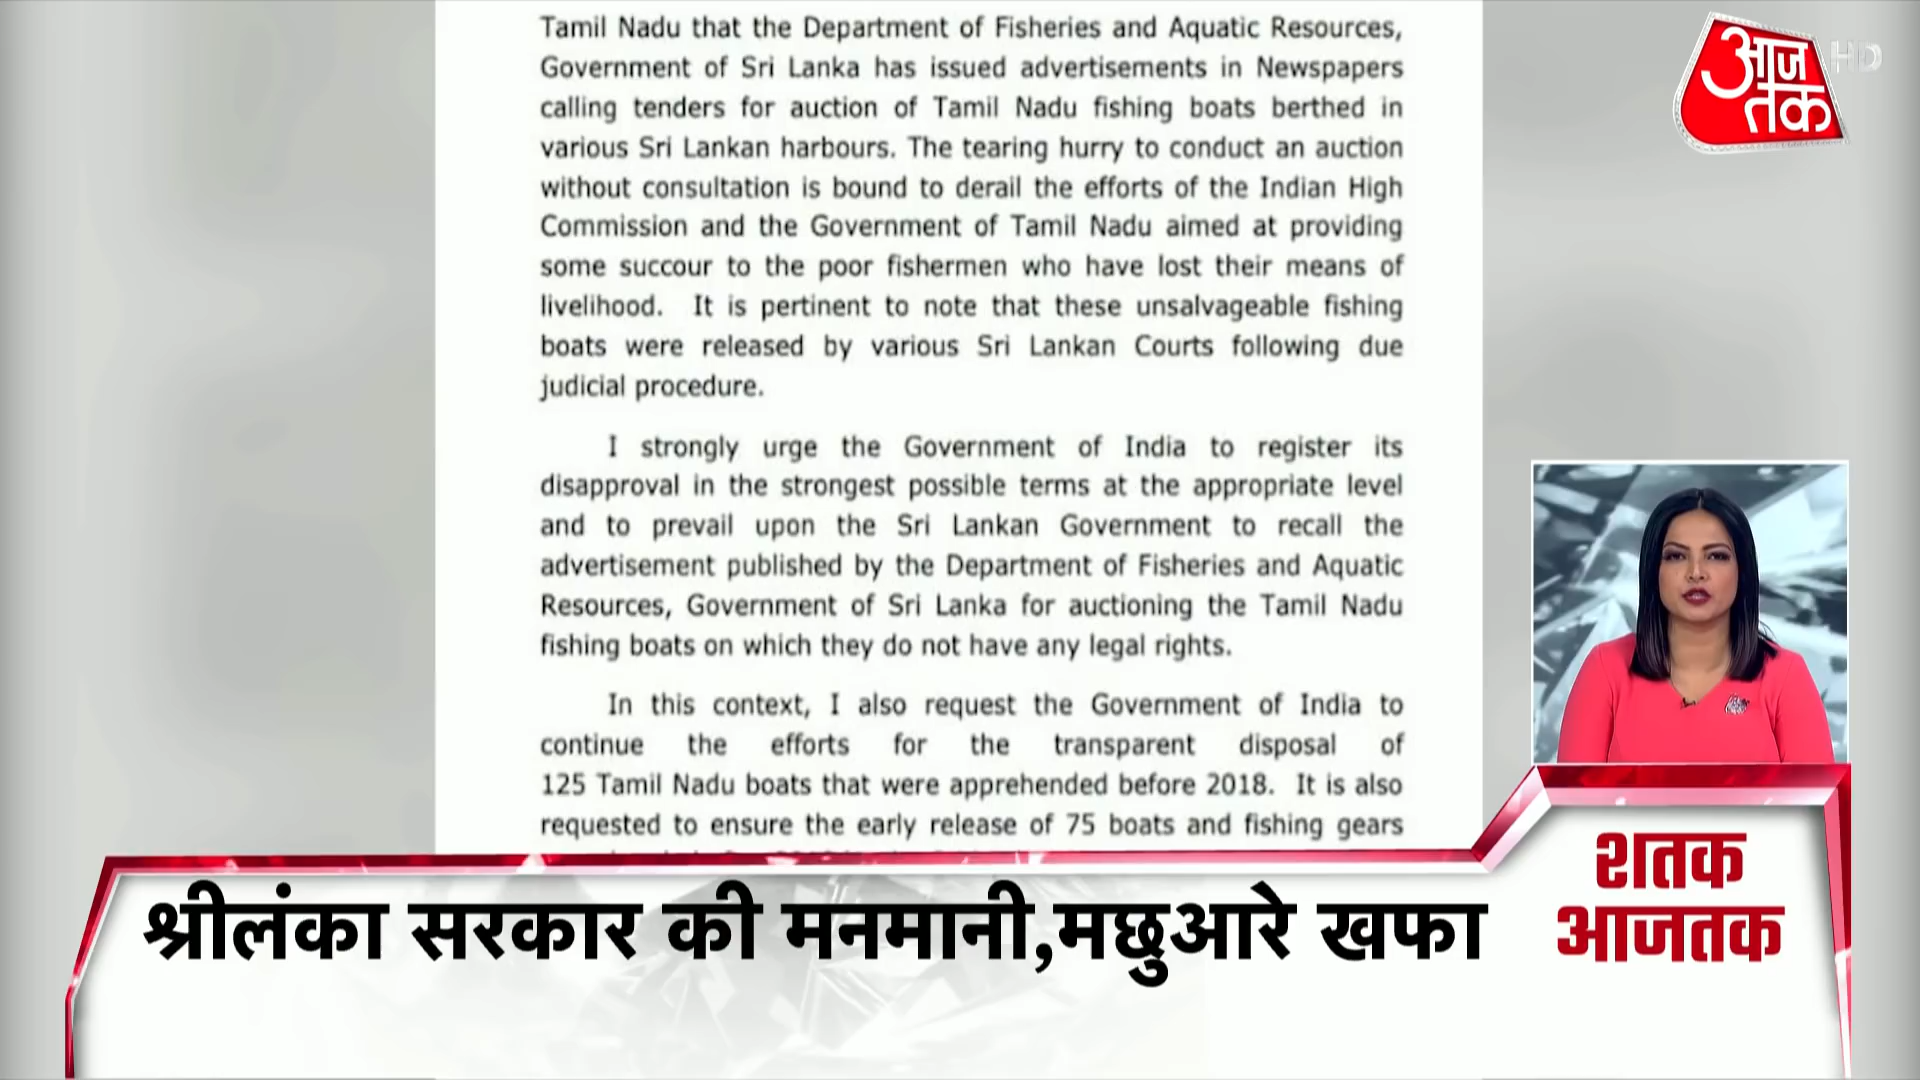 Tamil Nadu that the Department of Fisheries and Aquatic Resources,
Government of Sri Lanka has issued advertisements in Newspapers
calling tenders for auction of Tamil Nadu fishing boats berthed in
various Sri Lankan harbours. The tearing hurry to conduct an auction
without consultation is bound to derail the efforts of the Indian High
Commission and the Government of Tamil Nadu aimed at providing
some succour to the poor fishermen who have lost their means of
livelihood. It is pertinent to note that these unsalvageable fishing
boats were released by various Sri Lankan Courts following due
judicial procedure.
I strongly urge the Government of India to register its
disapproval in the strongest possible terms at the appropriate level
and to prevail upon the Sri Lankan Government to recall the
advertisement published by the Department of Fisheries and Aquatic
Resources, Government of Sri Lanka for auctioning the Tamil Nadu
fishing boats on which they do not have any legal rights.
In this context, I also request the Government of India to
continue the efforts for the transparent disposal of
125 Tamil Nadu boats that were apprehended before 2018. It is also
requested to ensure the early release of 75 boats and fishing gears
आज
तक
HD
श्रीलंका सरकार की मनमानी,मछुआरे खफा
शतक
आजतक